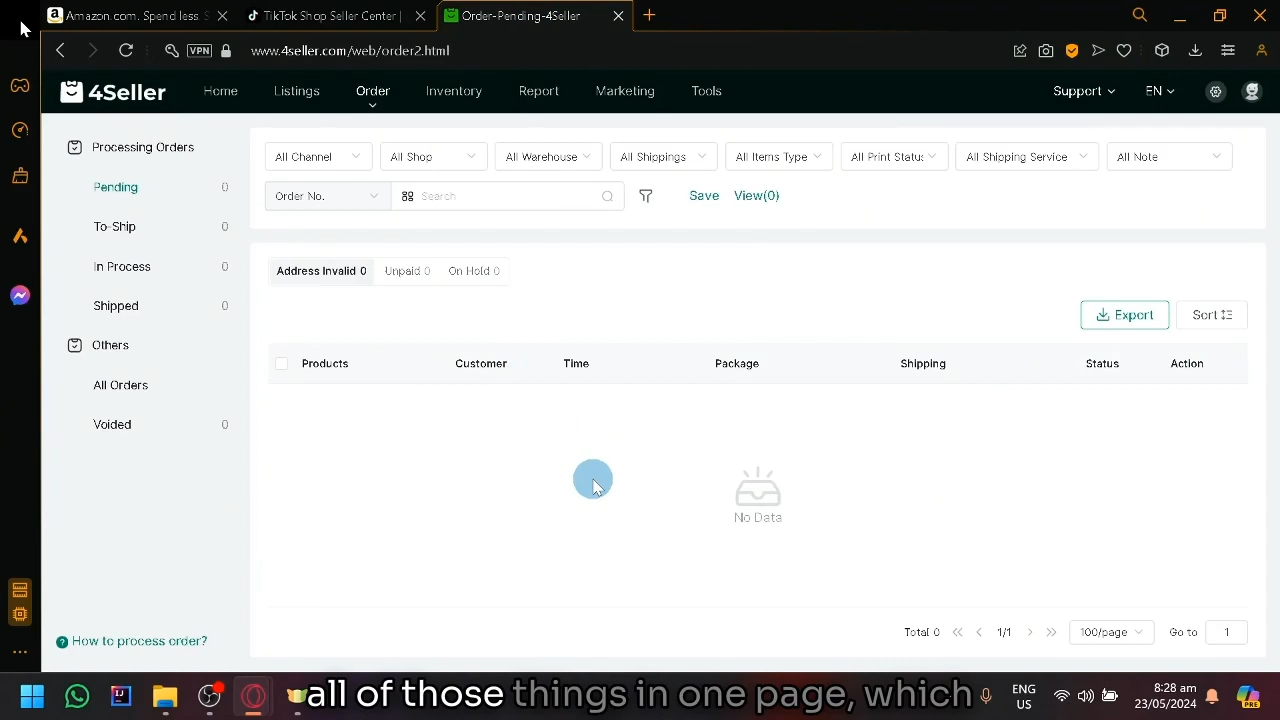 Amazon.com. Spend less S
TikTok Shop Seller Center |
Order-Pending-4Seller
VPN
www.4seller.com/web/order2.html
4Seller
Home
Listings
Order
Inventory
Report
Marketing
Tools
Support
EN
Processing Orders
Pending 0
To-Ship 0
In Process 0
Shipped 0
Others
All Orders
Voided 0
How to process order?
All Channel
All Shop
All Warehouse
All Shippings
All Items Type
All Print Statu
All Shipping Service
All Note
Order No.
Search
Save
View(0)
Address Invalid 0
Unpaid 0
On Hold 0
Export
Sort
Products
Customer
Time
Package
Shipping
Status
Action
No Data
Total 0
1/1
100/page
Go to
1
all of those things in one page, which
ENG
US
8:28 am
23/05/2024
PRE